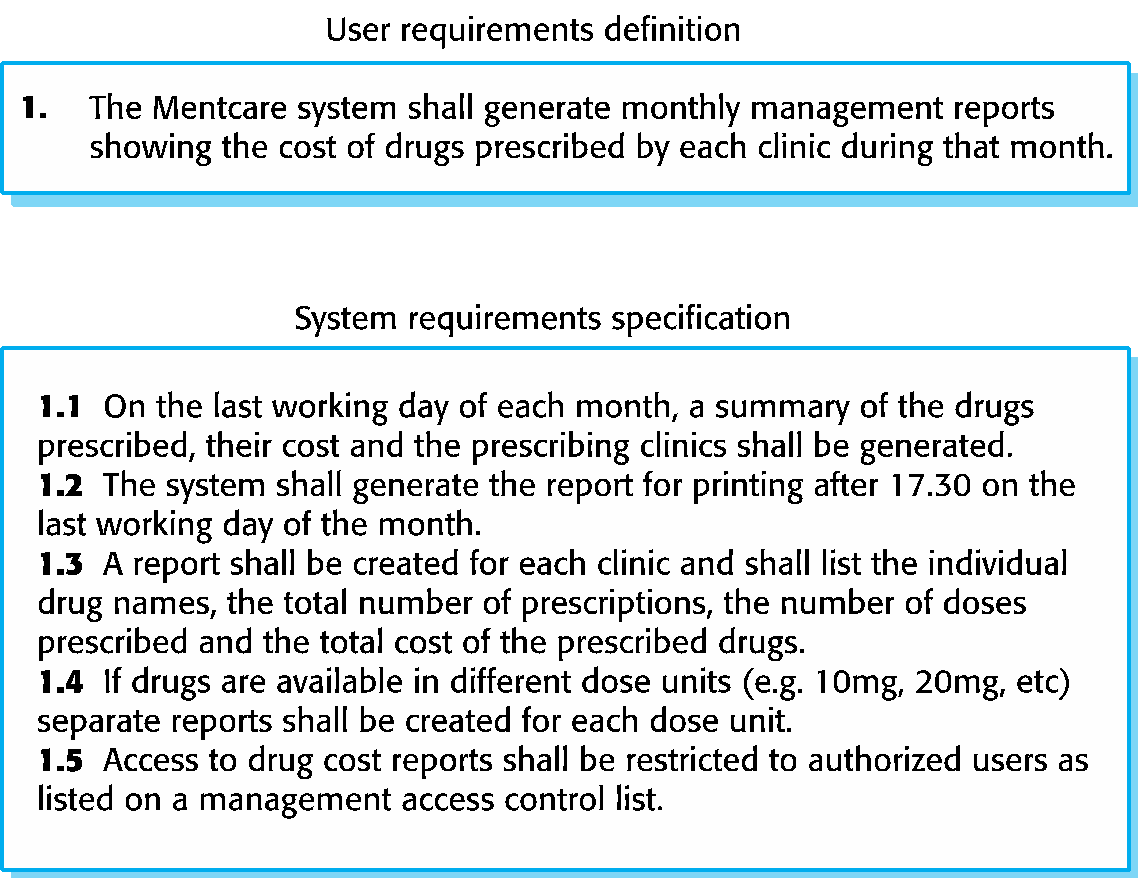 User requirements definition
1. The Mentcare system shall generate monthly management reports
showing the cost of drugs prescribed by each clinic during that month.
System requirements specification
1.1 On the last working day of each month, a summary of the drugs
prescribed, their cost and the prescribing clinics shall be generated.
1.2 The system shall generate the report for printing after 17.30 on the
last working day of the month.
1.3 A report shall be created for each clinic and shall list the individual
drug names, the total number of prescriptions, the number of doses
prescribed and the total cost of the prescribed drugs.
1.4 If drugs are available in different dose units (e.g. 10mg, 20mg, etc)
separate reports shall be created for each dose unit.
1.5 Access to drug cost reports shall be restricted to authorized users as
listed on a management access control list.